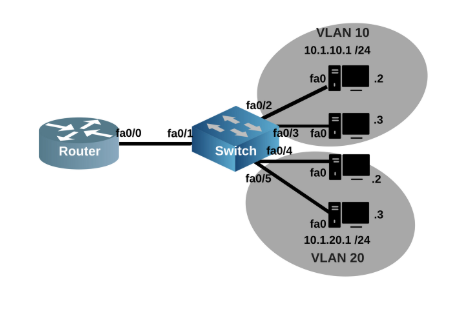 VLAN 10
10.1.10.1 /24
fa0
.2
fa0/2
.3
fa0/0
fa0/1
fa0/3
fa0
Router
Switch
fa0/4
fa0
.2
fa0/5
.3
fa0
10.1.20.1 /24
VLAN 20